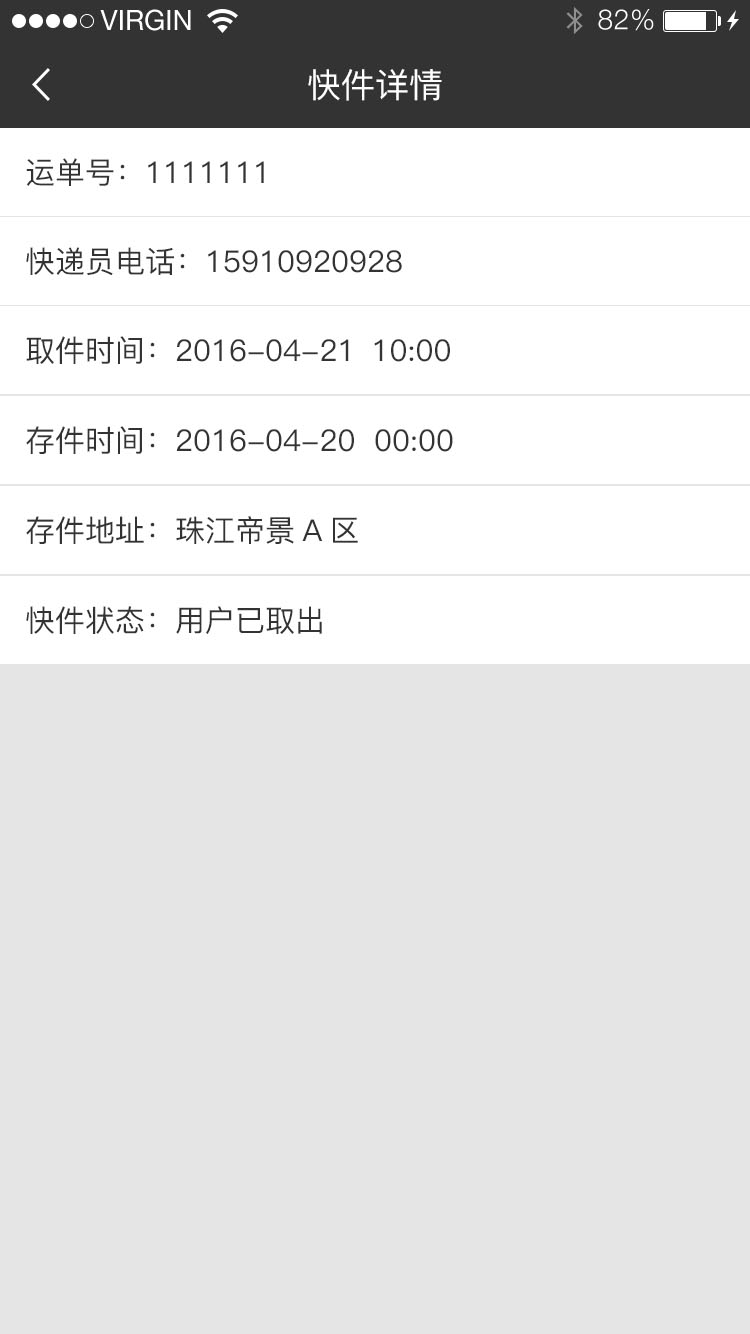 VIRGIN 82%
快件详情
运单号：1111111
快递员电话：15910920928
取件时间：2016-04-21 10:00
存件时间：2016-04-20 00:00
存件地址：珠江帝景 A 区
快件状态：用户已取出